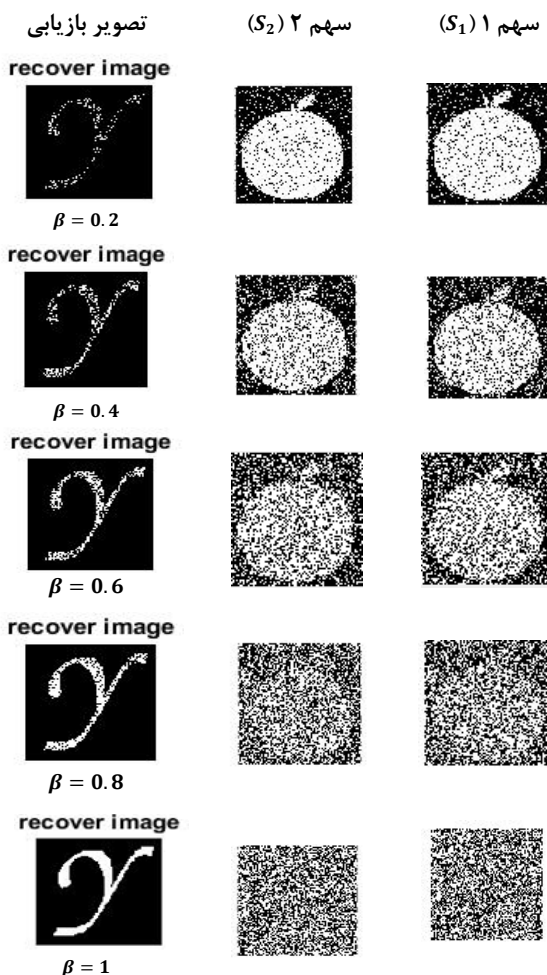 سهم ۱ (S₁) سهم ۲ (S₂) تصویر بازیابی
recover image
β = 0.2
recover image
β = 0.4
recover image
β = 0.6
recover image
β = 0.8
recover image
β = 1